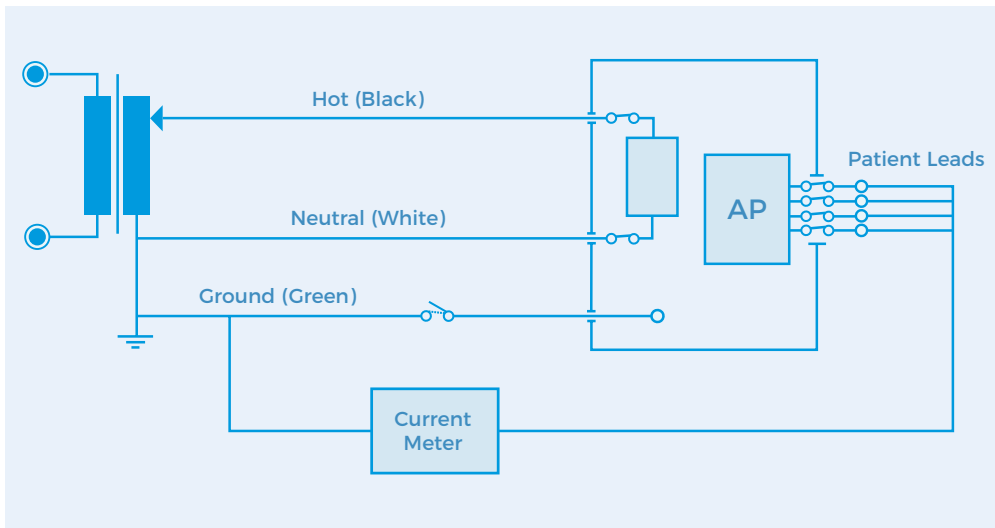 Hot (Black)
Patient Leads
AP
Neutral (White)
Ground (Green)
Current
Meter